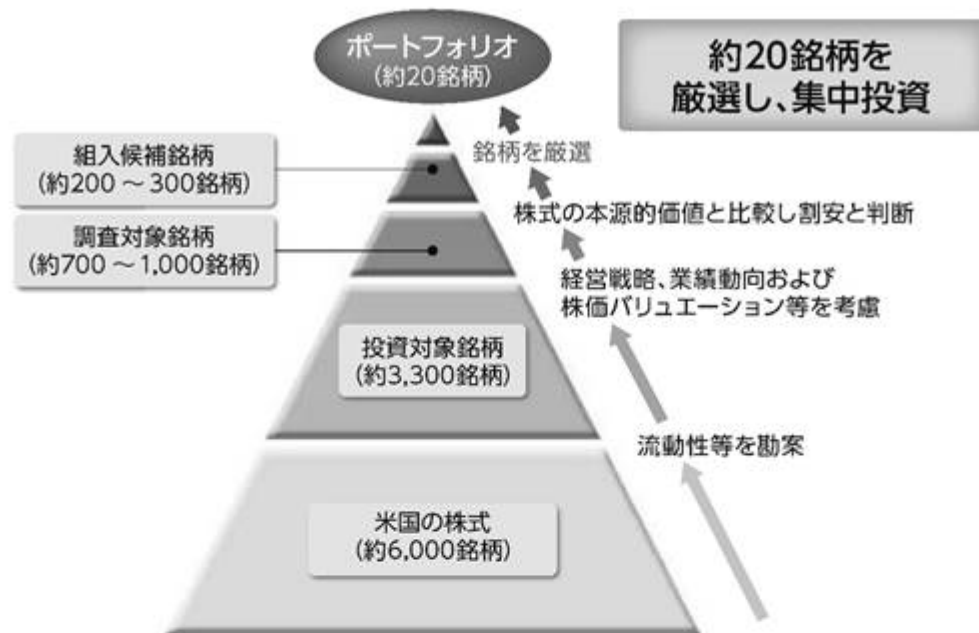 ポートフォリオ
(約20銘柄)
約20銘柄を
厳選し、集中投資
銘柄を厳選
組入候補銘柄
(約200 ～ 300銘柄)
株式の本源的価値と比較し割安と判断
調査対象銘柄
(約700 ～ 1,000銘柄)
経営戦略、業績動向および
株価バリュエーション等を考慮
投資対象銘柄
(約3,300銘柄)
流動性等を勘案
米国の株式
(約6,000銘柄)